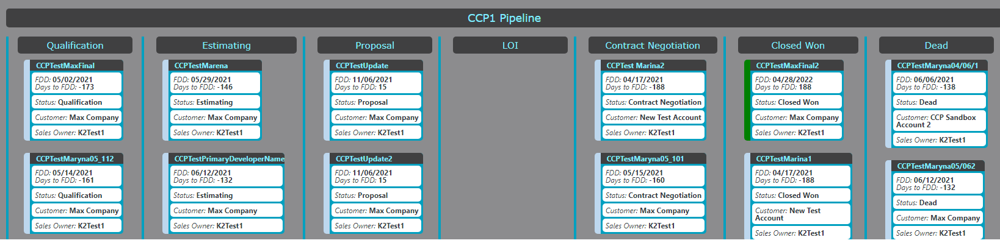 CCP1 Pipeline
Qualification
CCPTestMaxFinal
FDD: 05/02/2021
Days to FDD: -173
Status: Qualification
Customer: Max Company
Sales Owner: K2Test1
CCPTestMaryna05_112
FDD: 05/14/2021
Days to FDD: -161
Status: Qualification
Customer: Max Company
Sales Owner: K2Test1
Estimating
CCPTestMarena
FDD: 05/29/2021
Days to FDD: -146
Status: Estimating
Customer: Max Company
Sales Owner: K2Test1
CCPTestPrimaryDeveloperName
FDD: 06/12/2021
Days to FDD: -132
Status: Estimating
Customer: Max Company
Sales Owner: K2Test1
Proposal
CCPTestUpdate
FDD: 11/06/2021
Days to FDD: 15
Status: Proposal
Customer: Max Company
Sales Owner: K2Test1
CCPTestUpdate2
FDD: 11/06/2021
Days to FDD: 15
Status: Proposal
Customer: Max Company
Sales Owner: K2Test1
LOI
Contract Negotiation
CCPTest Marina2
FDD: 04/17/2021
Days to FDD: -188
Status: Contract Negotiation
Customer: New Test Account
Sales Owner: K2Test1
CCPTestMaryna05_101
FDD: 05/15/2021
Days to FDD: -160
Status: Contract Negotiation
Customer: Max Company
Sales Owner: K2Test1
Closed Won
CCPTestMaxFinal2
FDD: 04/28/2022
Days to FDD: 188
Status: Closed Won
Customer: Max Company
Sales Owner: K2Test1
CCPTestMarina1
FDD: 04/17/2021
Days to FDD: -188
Status: Closed Won
Customer: New Test
Account
Sales Owner: K2Test1
Dead
CCPTestMaryna04/06/1
FDD: 06/06/2021
Days to FDD: -138
Status: Dead
Customer: CCP Sandbox
Account 2
Sales Owner: K2Test1
CCPTestMaryna05/062
FDD: 06/12/2021
Days to FDD: -132
Status: Dead
Customer: Max Company
Sales Owner: K2Test1